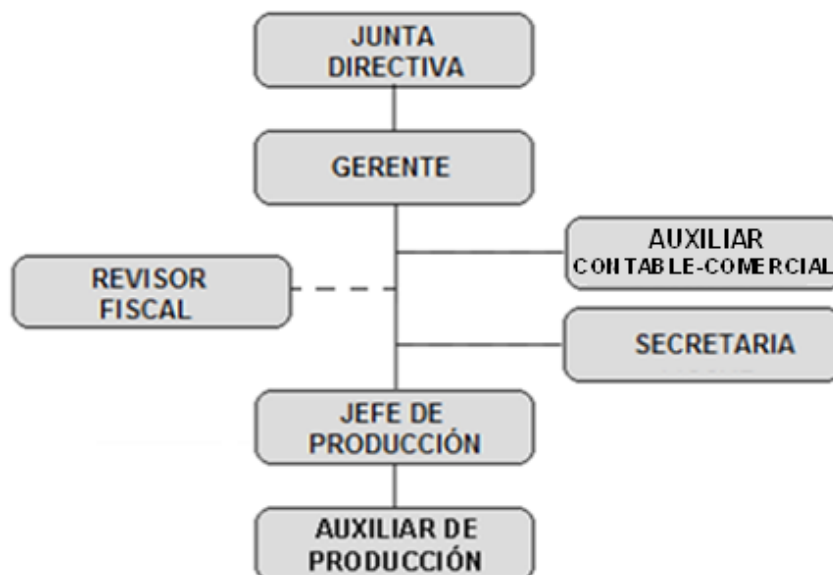 JUNTA
DIRECTIVA
GERENTE
AUXILIAR
CONTABLE-COMERCIAL
REVISOR
FISCAL
SECRETARIA
JEFE DE
PRODUCCIÓN
AUXILIAR DE
PRODUCCIÓN